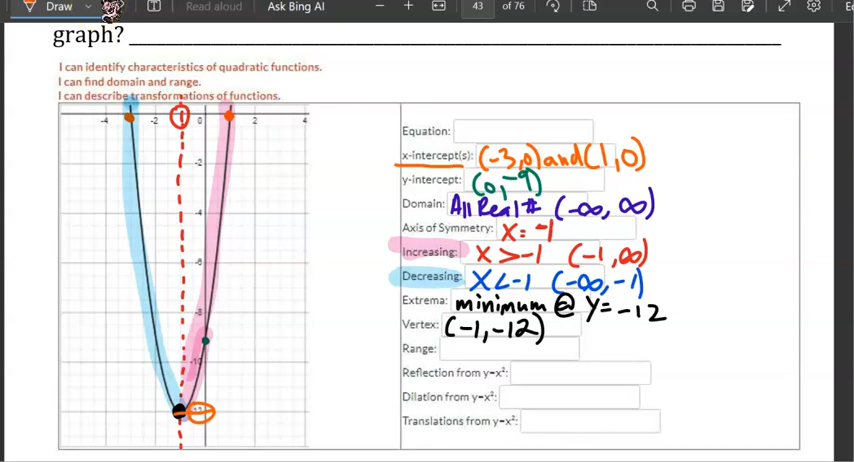 Draw
Read aloud
Ask Bing AI
43 of 76
graph?
I can identify characteristics of quadratic functions.
I can find domain and range.
I can describe transformations of functions.
-4 -2 0 2 4
-2
-4
-6
-8
Equation:
x-intercept(s): (-3,0) and (1,0)
y-intercept: (0,-9)
Domain: All Real # (-∞, ∞)
Axis of Symmetry: X = -1
Increasing: X > -1 (-1, ∞)
Decreasing: X < -1 (-∞, -1)
Extrema: minimum @ Y = -12
Vertex: (-1, -12)
Range:
Reflection from y=x²:
Dilation from y=x²:
Translations from y=x²: